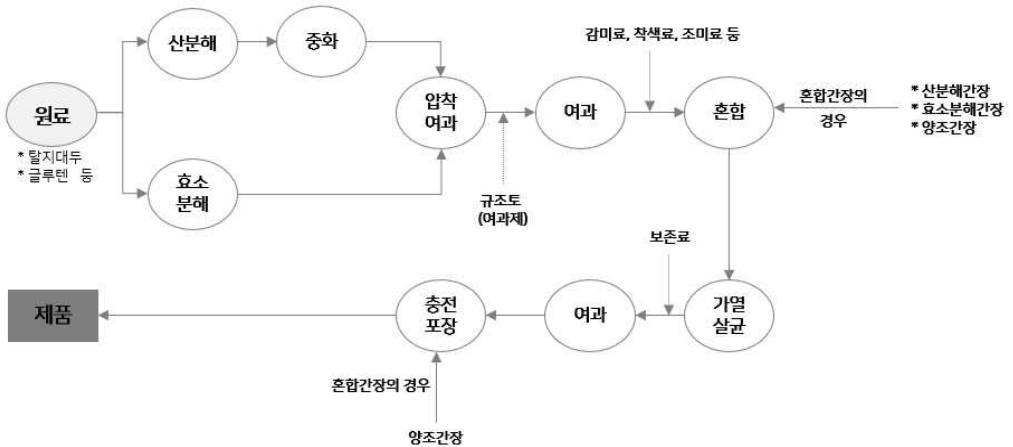 원료
* 탈지대두
* 글루텐 등
산분해
중화
효소
분해
압착
여과
규조토
(여과제)
여과
감미료, 착색료, 조미료 등
혼합
혼합간장의
경우
* 산분해간장
* 효소분해간장
* 양조간장
가열
살균
보존료
여과
충전
포장
혼합간장의 경우
양조간장
제품